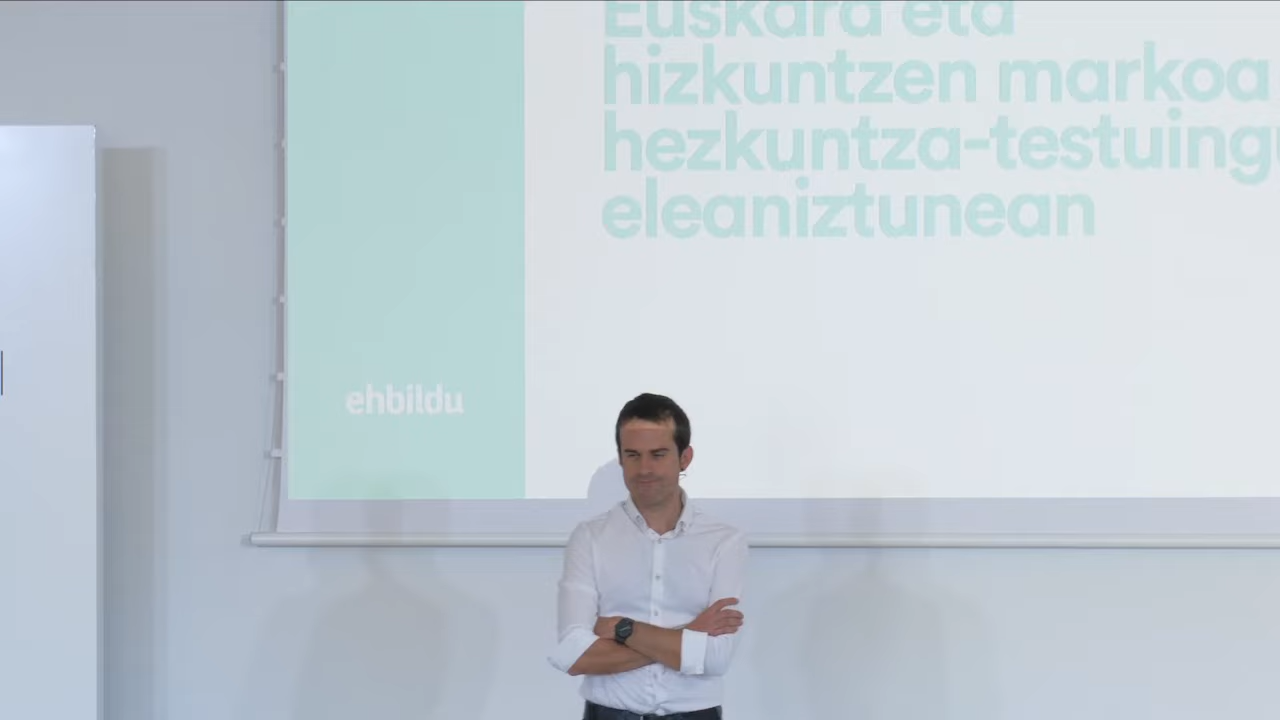 Euskara eta
hizkuntzen markoa
hezkuntza-testuingu
eleaniztunean
ehbildu